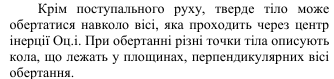 Крім поступального руху, тверде тіло може
обертатися навколо вісі, яка проходить через центр
інерції Оц.і. При обертанні різні точки тіла описують
кола, що лежать у площинах, перпендикулярних вісі
обертання.